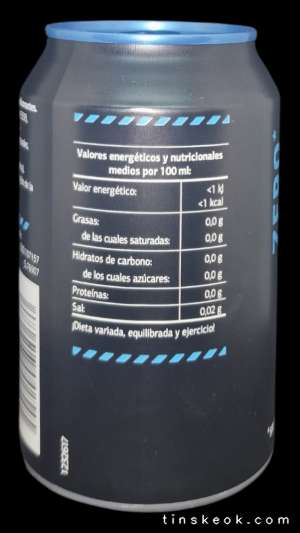 Valores energéticos y nutricionales
medios por 100 ml:
Valor energético: <1 kJ
<1 kcal
Grasas: 0,0 g
de las cuales saturadas: 0,0 g
Hidratos de carbono: 0,0 g
de los cuales azúcares: 0,0 g
Proteínas: 0,0 g
Sal: 0,02 g
¡Dieta variada, equilibrada y ejercicio!
ZERO
1232617
tinskeok.com